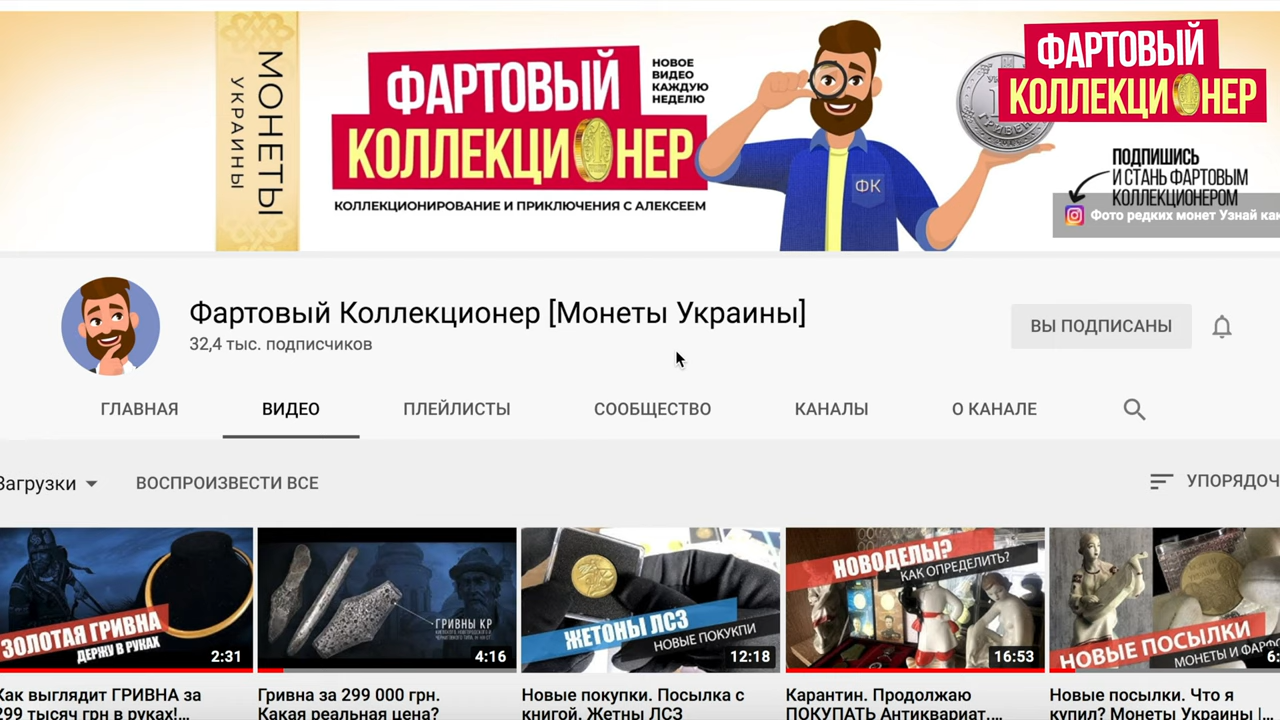 МОНЕТЫ
УКРАИНЫ
ФАРТОВЫЙ
КОЛЛЕКЦИОНЕР
НОВОЕ
ВИДЕО
КАЖДУЮ
НЕДЕЛЮ
КОЛЛЕКЦИОНИРОВАНИЕ И ПРИКЛЮЧЕНИЯ С АЛЕКСЕЕМ
ФК
ФАРТОВЫЙ
КОЛЛЕКЦИОНЕР
ПОДПИШИСЬ
И СТАНЬ ФАРТОВЫМ
КОЛЛЕКЦИОНЕРОМ
Фото редких монет Узнай как
Фартовый Коллекционер [Монеты Украины]
32,4 тыс. подписчиков
ВЫ ПОДПИСАНЫ
ГЛАВНАЯ ВИДЕО ПЛЕЙЛИСТЫ СООБЩЕСТВО КАНАЛЫ О КАНАЛЕ
Загрузки ВОСПРОИЗВЕСТИ ВСЕ УПОРЯДОЧ
ЗОЛОТАЯ ГРИВНА
ДЕРЖУ В РУКАХ
2:31
ГРИВНЫ КР
4:16
ЖЕТОНЫ ЛСЗ
НОВЫЕ ПОКУКПИ
12:18
НОВОДЕЛЫ?
КАК ОПРЕДЕЛИТЬ?
16:53
НОВЫЕ ПОСЫЛКИ
МОНЕТЫ И ФАРФ
6:
Как выглядит ГРИВНА за
299 тысяч грн в руках!...
Гривна за 299 000 грн.
Какая реальная цена?
Новые покупки. Посылка с
книгой. Жетны ЛСЗ
Карантин. Продолжаю
ПОКУПАТЬ Антиквариат....
Новые посылки. Что я
купил? Монеты Украины |...